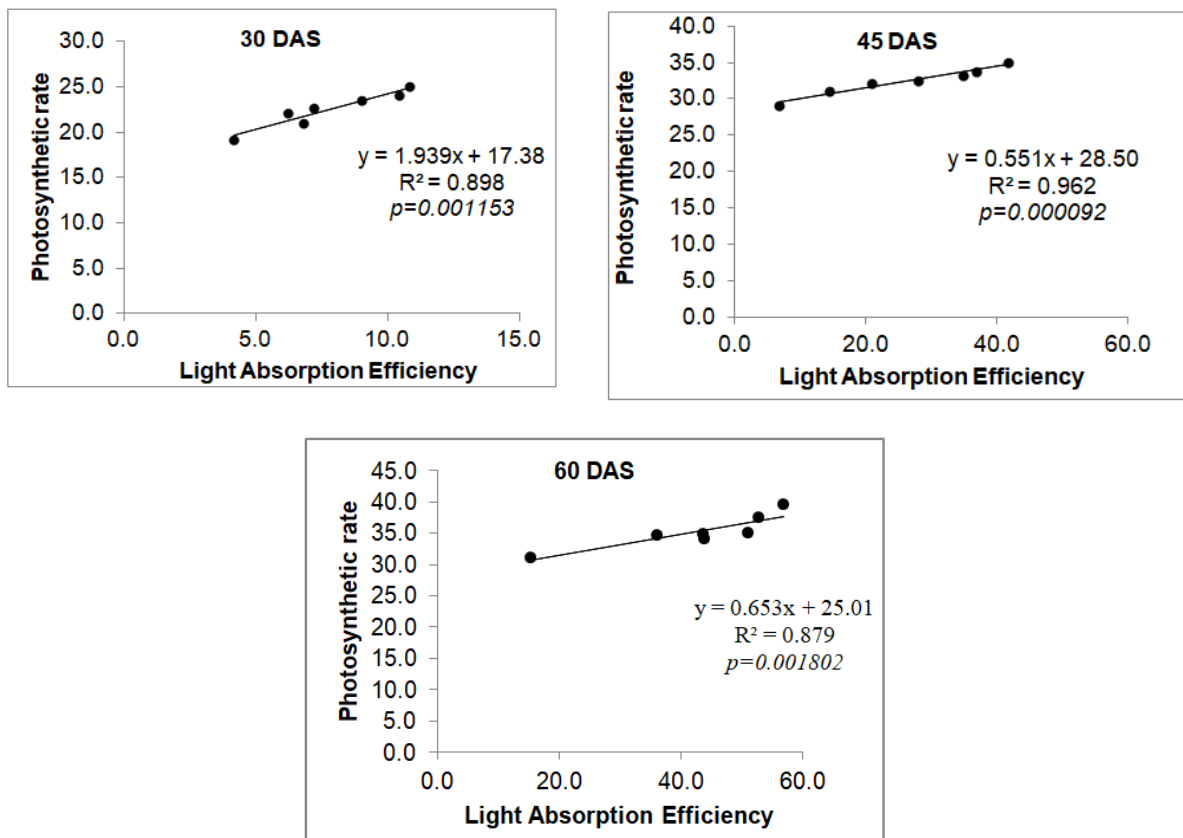 30 DAS
30.0
25.0
20.0
15.0
10.0
5.0
0.0
Photosynthetic rate
y = 1.939x + 17.38
R² = 0.898
p=0.001153
0.0 5.0 10.0 15.0
Light Absorption Efficiency
45 DAS
40.0
35.0
30.0
25.0
20.0
15.0
10.0
5.0
0.0
Photosynthetic rate
y = 0.551x + 28.50
R² = 0.962
p=0.000092
0.0 20.0 40.0 60.0
Light Absorption Efficiency
60 DAS
45.0
40.0
35.0
30.0
25.0
20.0
15.0
10.0
5.0
0.0
Photosynthetic rate
y = 0.653x + 25.01
R² = 0.879
p=0.001802
0.0 20.0 40.0 60.0
Light Absorption Efficiency